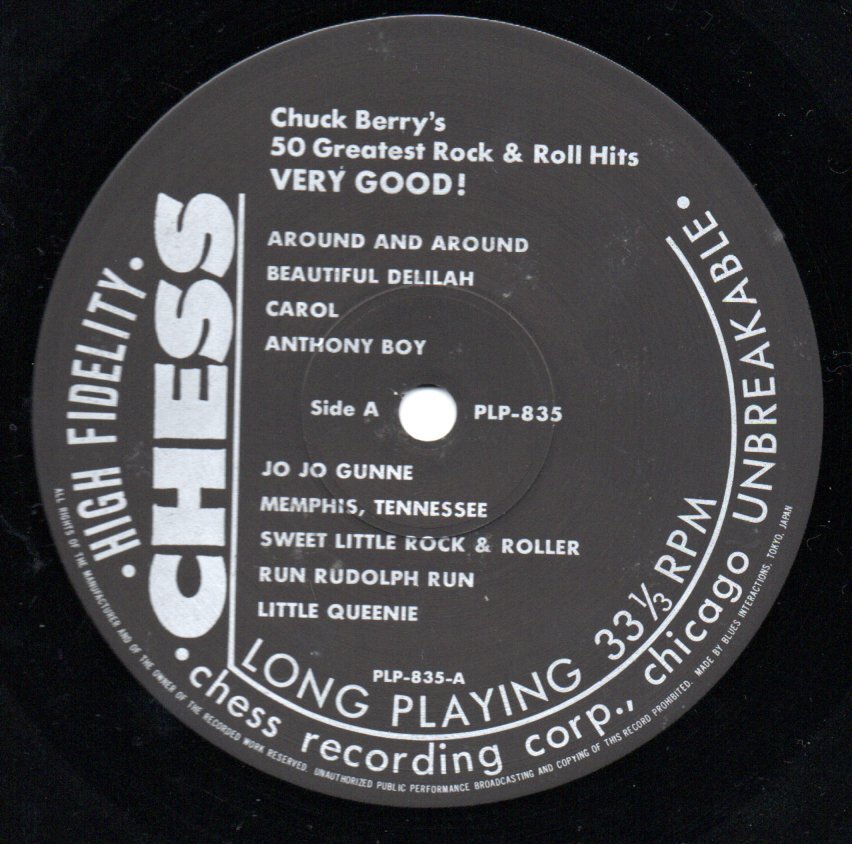 Chuck Berry's
50 Greatest Rock & Roll Hits
VERY GOOD!
AROUND AND AROUND
BEAUTIFUL DELILAH
CAROL
ANTHONY BOY
Side A
PLP-835
JO JO GUNNE
MEMPHIS, TENNESSEE
SWEET LITTLE ROCK & ROLLER
RUN RUDOLPH RUN
LITTLE QUEENIE
PLP-835-A
• HIGH FIDELITY •
CHESS
LONG PLAYING 33⅓ RPM
• chess recording corp., chicago UNBREAKABLE •
ALL RIGHTS OF THE MANUFACTURER AND OF THE OWNER OF THE RECORDED WORK RESERVED. UNAUTHORIZED PUBLIC PERFORMANCE BROADCASTING AND COPYING OF THIS RECORD PROHIBITED. MADE BY BLUES INTERACTIONS, TOKYO, JAPAN